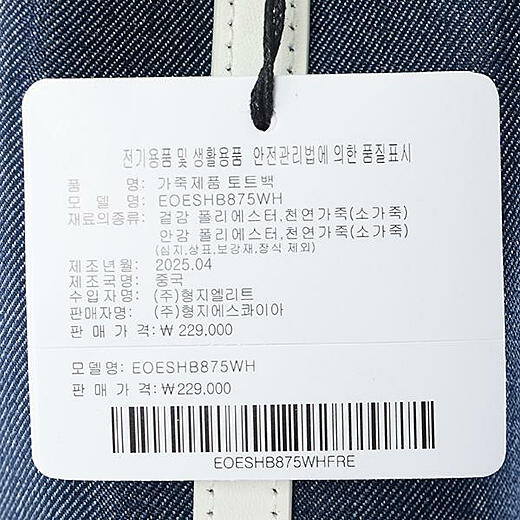 전기용품 및 생활용품 안전관리법에 의한 품질표시
품 명: 가죽제품 토트백
모 델 명: EOESHB875WH
재료의종류: 겉감 폴리에스터,천연가죽(소가죽)
안감 폴리에스터,천연가죽(소가죽)
(심지,상표,보강재,장식 제외)
제조년월: 2025.04
제조국명: 중국
수입자명: (주)형지엘리트
판매자명: (주)형지에스콰이아
판 매 가 격: ₩ 229.000
모델명: EOESHB875WH
판 매 가 격: ₩229.000
EOESHB875WHFRE